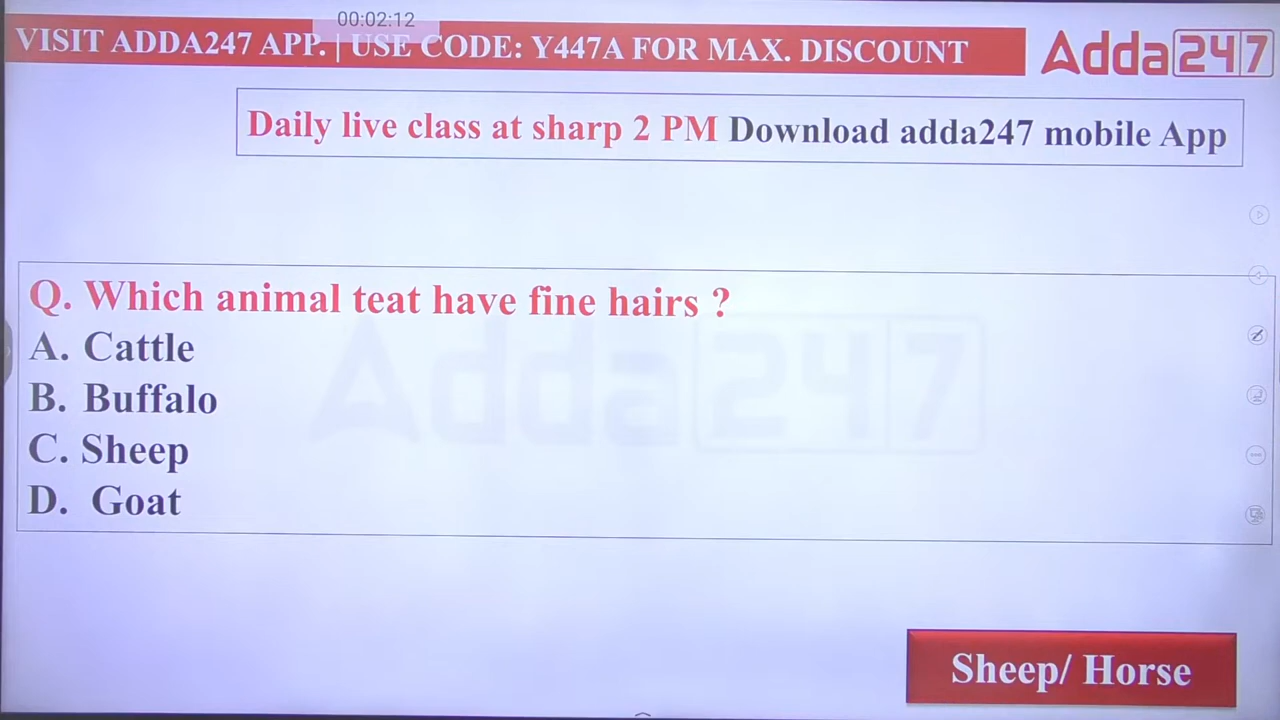 00:02:12
VISIT ADDA247 APP. | USE CODE: Y447A FOR MAX. DISCOUNT
Adda247
Daily live class at sharp 2 PM Download adda247 mobile App
Q. Which animal teat have fine hairs ?
A. Cattle
B. Buffalo
C. Sheep
D. Goat
Adda247
Sheep/ Horse